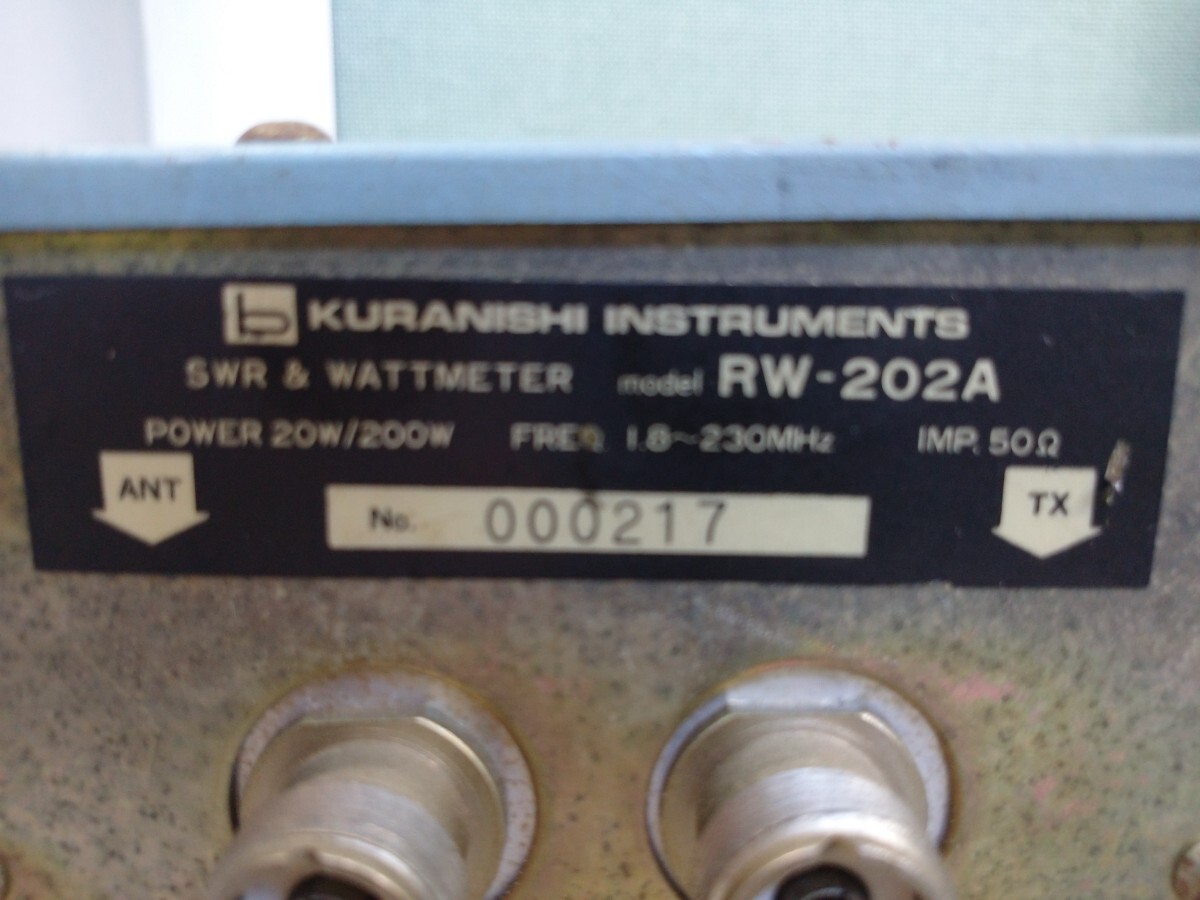 KURANISHI INSTRUMENTS
SWR & WATTMETER model RW-202A
POWER 20W/200W FREQ. 1.8~230MHz IMP. 50Ω
ANT
No. 000217
TX